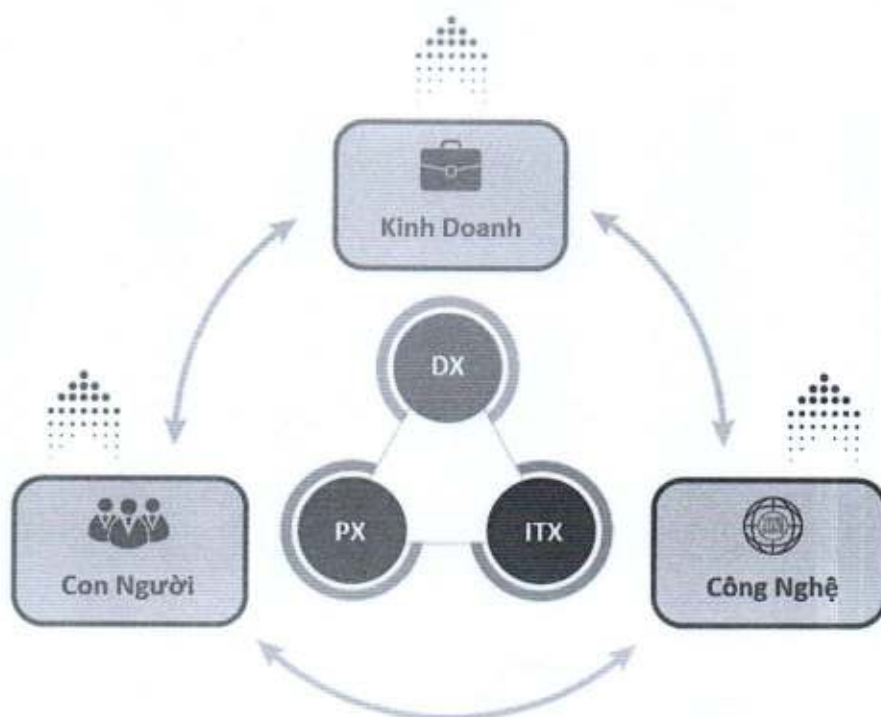 Kinh Doanh
DX
PX
ITX
Con Người
Công Nghệ